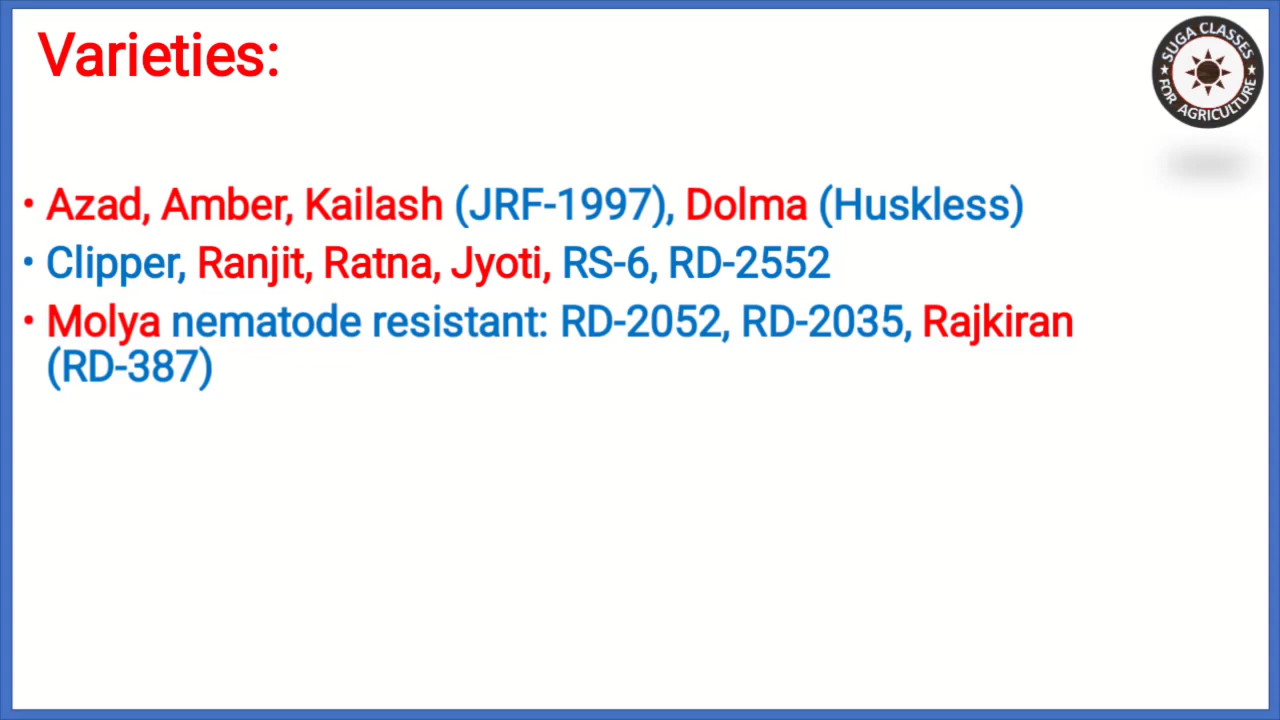 Varieties:
SUGA CLASSES
FOR AGRICULTURE
• Azad, Amber, Kailash (JRF-1997), Dolma (Huskless)
• Clipper, Ranjit, Ratna, Jyoti, RS-6, RD-2552
• Molya nematode resistant: RD-2052, RD-2035, Rajkiran
(RD-387)